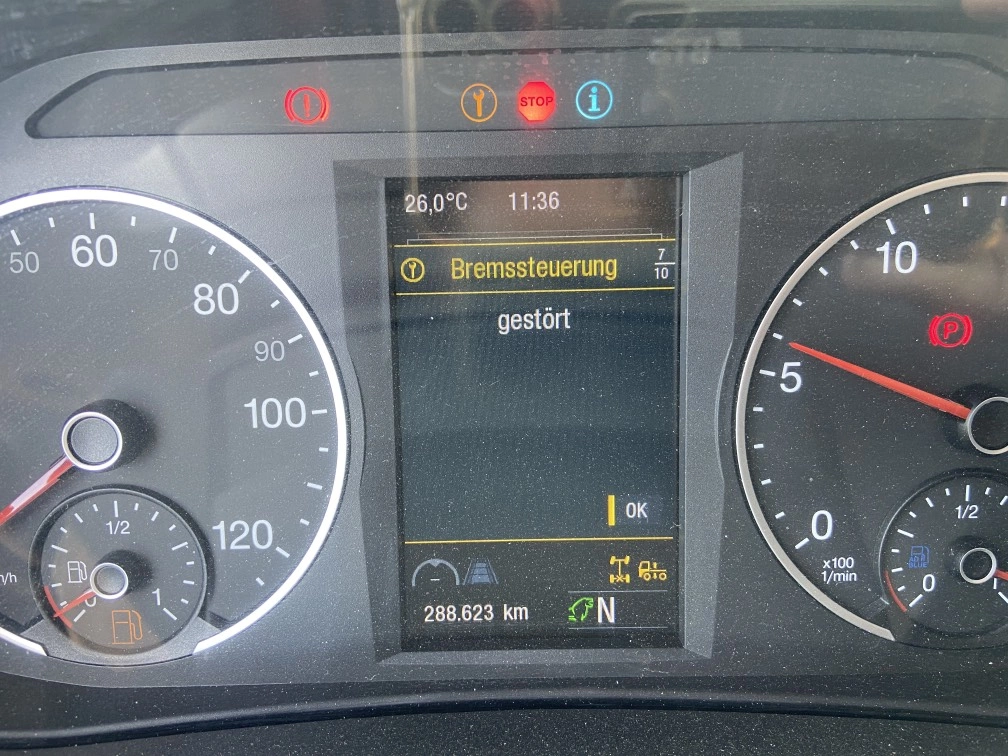 STOP
i
26,0°C 11:36
Bremssteuerung 7/10
gestört
OK
288.623 km N
50 60 70 80 90 100 120
1/2
0 1
10
P
5
0
x100
1/min
1/2
0